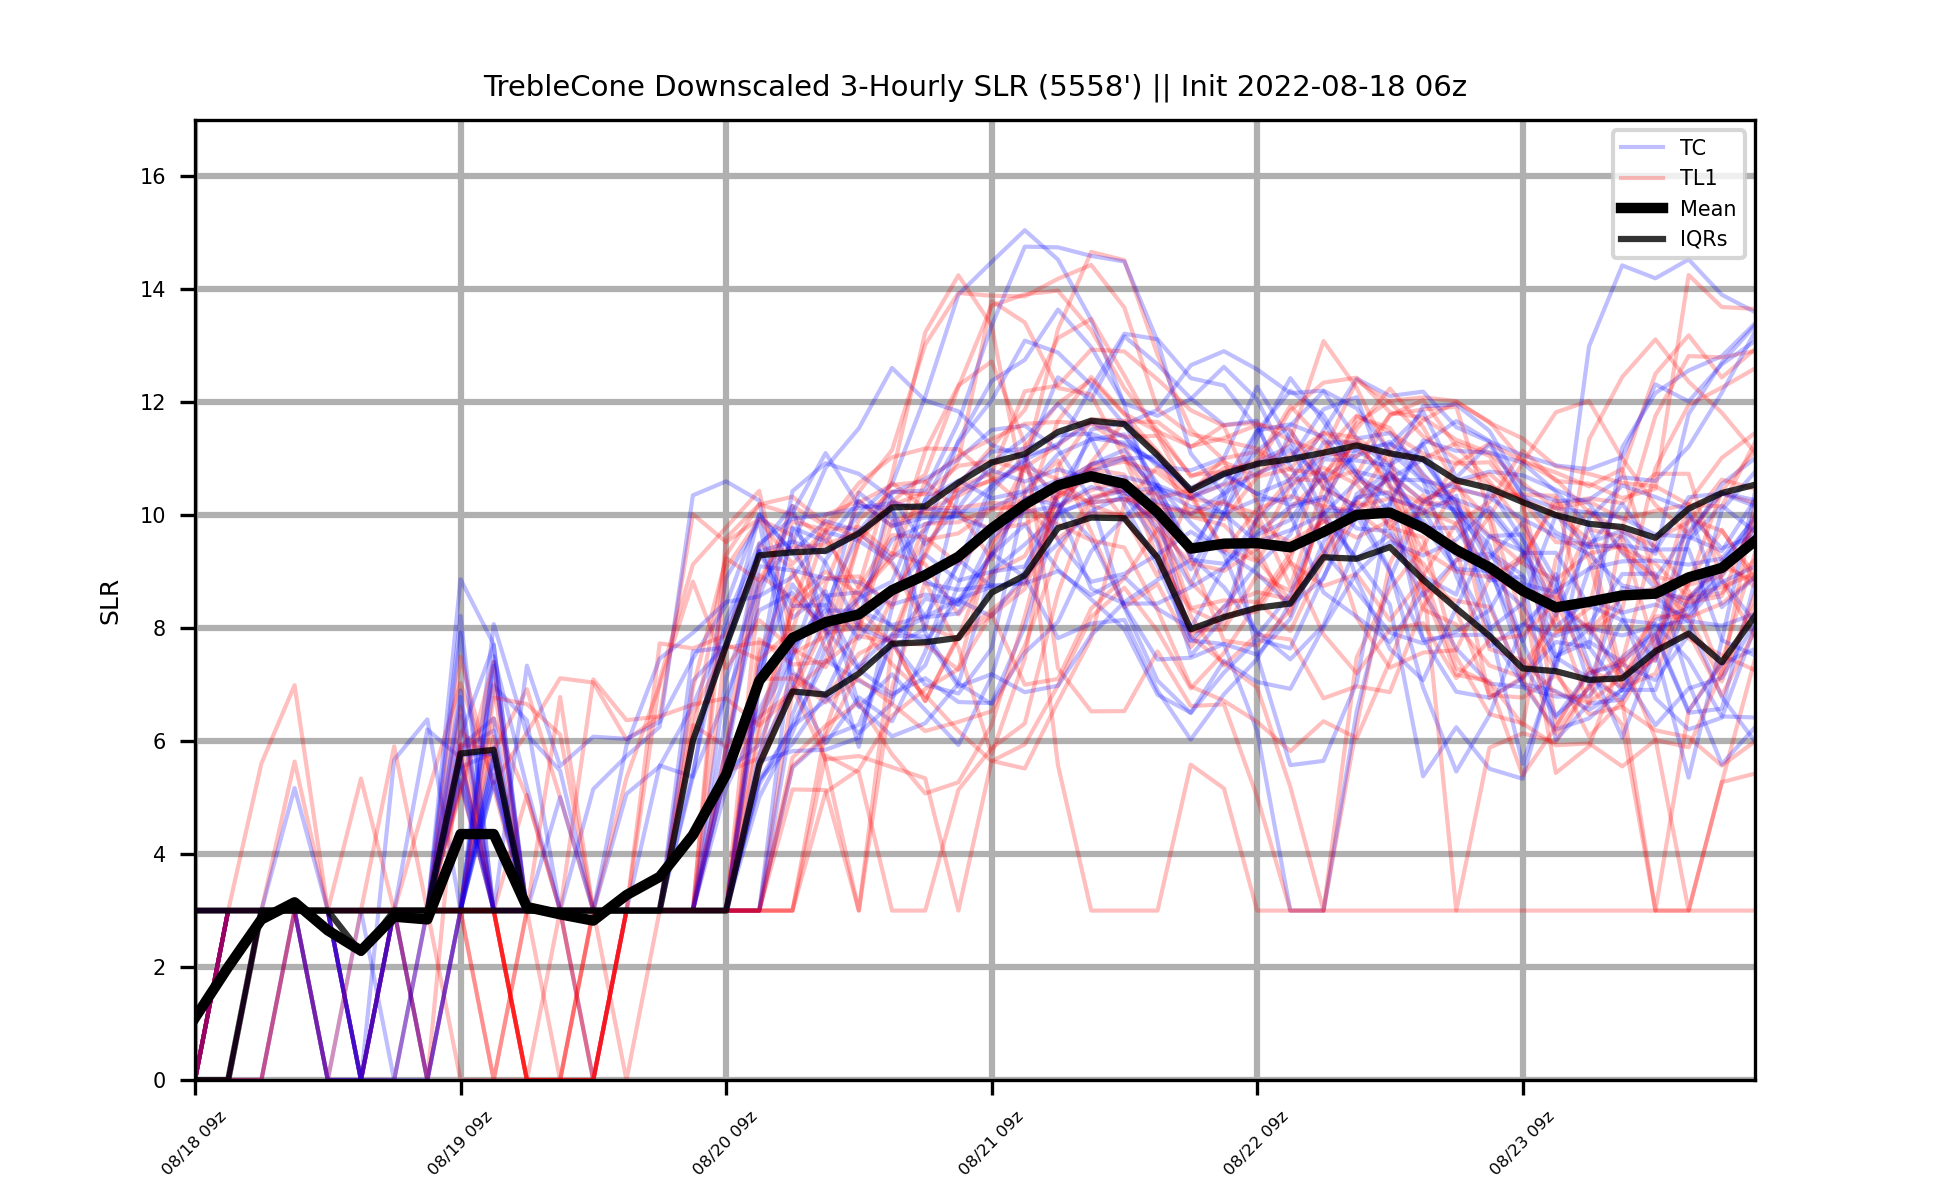 TrebleCone Downscaled 3-Hourly SLR (5558') || Init 2022-08-18 06z
TC
TL1
Mean
IQRs
SLR
16
14
12
10
8
6
4
2
0
08/18 09z
08/19 09z
08/20 09z
08/21 09z
08/22 09z
08/23 09z